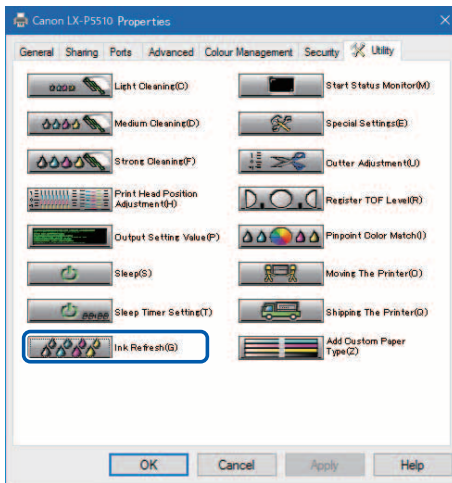 Canon LX-P5510 Properties
General Sharing Ports Advanced Colour Management Security Utility
Light Cleaning(C)
Start Status Monitor(M)
Medium Cleaning(D)
Special Settings(E)
Strong Cleaning(F)
Cutter Adjustment(U)
Print Head Position
Adjustment(H)
Register TOF Level(R)
Output Setting Value(P)
Pinpoint Color Match(I)
Sleep(S)
Moving The Printer(O)
Sleep Timer Setting(T)
Shipping The Printer(Q)
Ink Refresh(G)
Add Custom Paper
Type(Z)
OK Cancel Apply Help